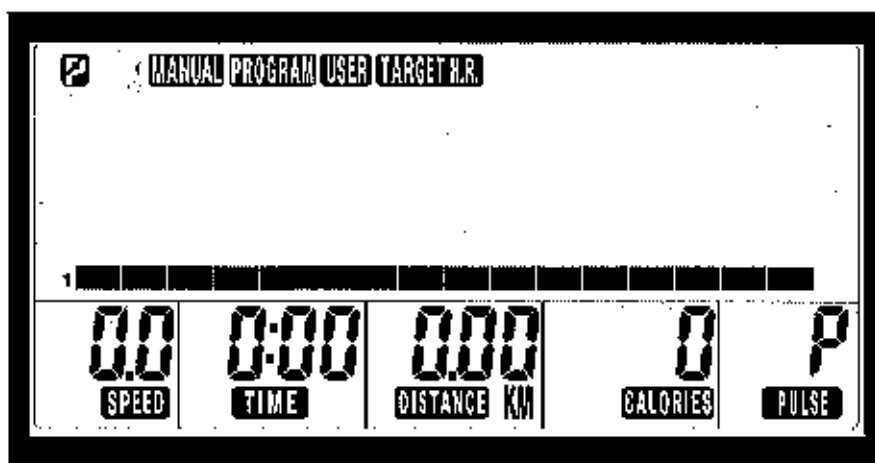 P MANUAL PROGRAM USER TARGET H.R.
1
0.0 0:00 0.00 0 P
SPEED TIME DISTANCE KM CALORIES PULSE